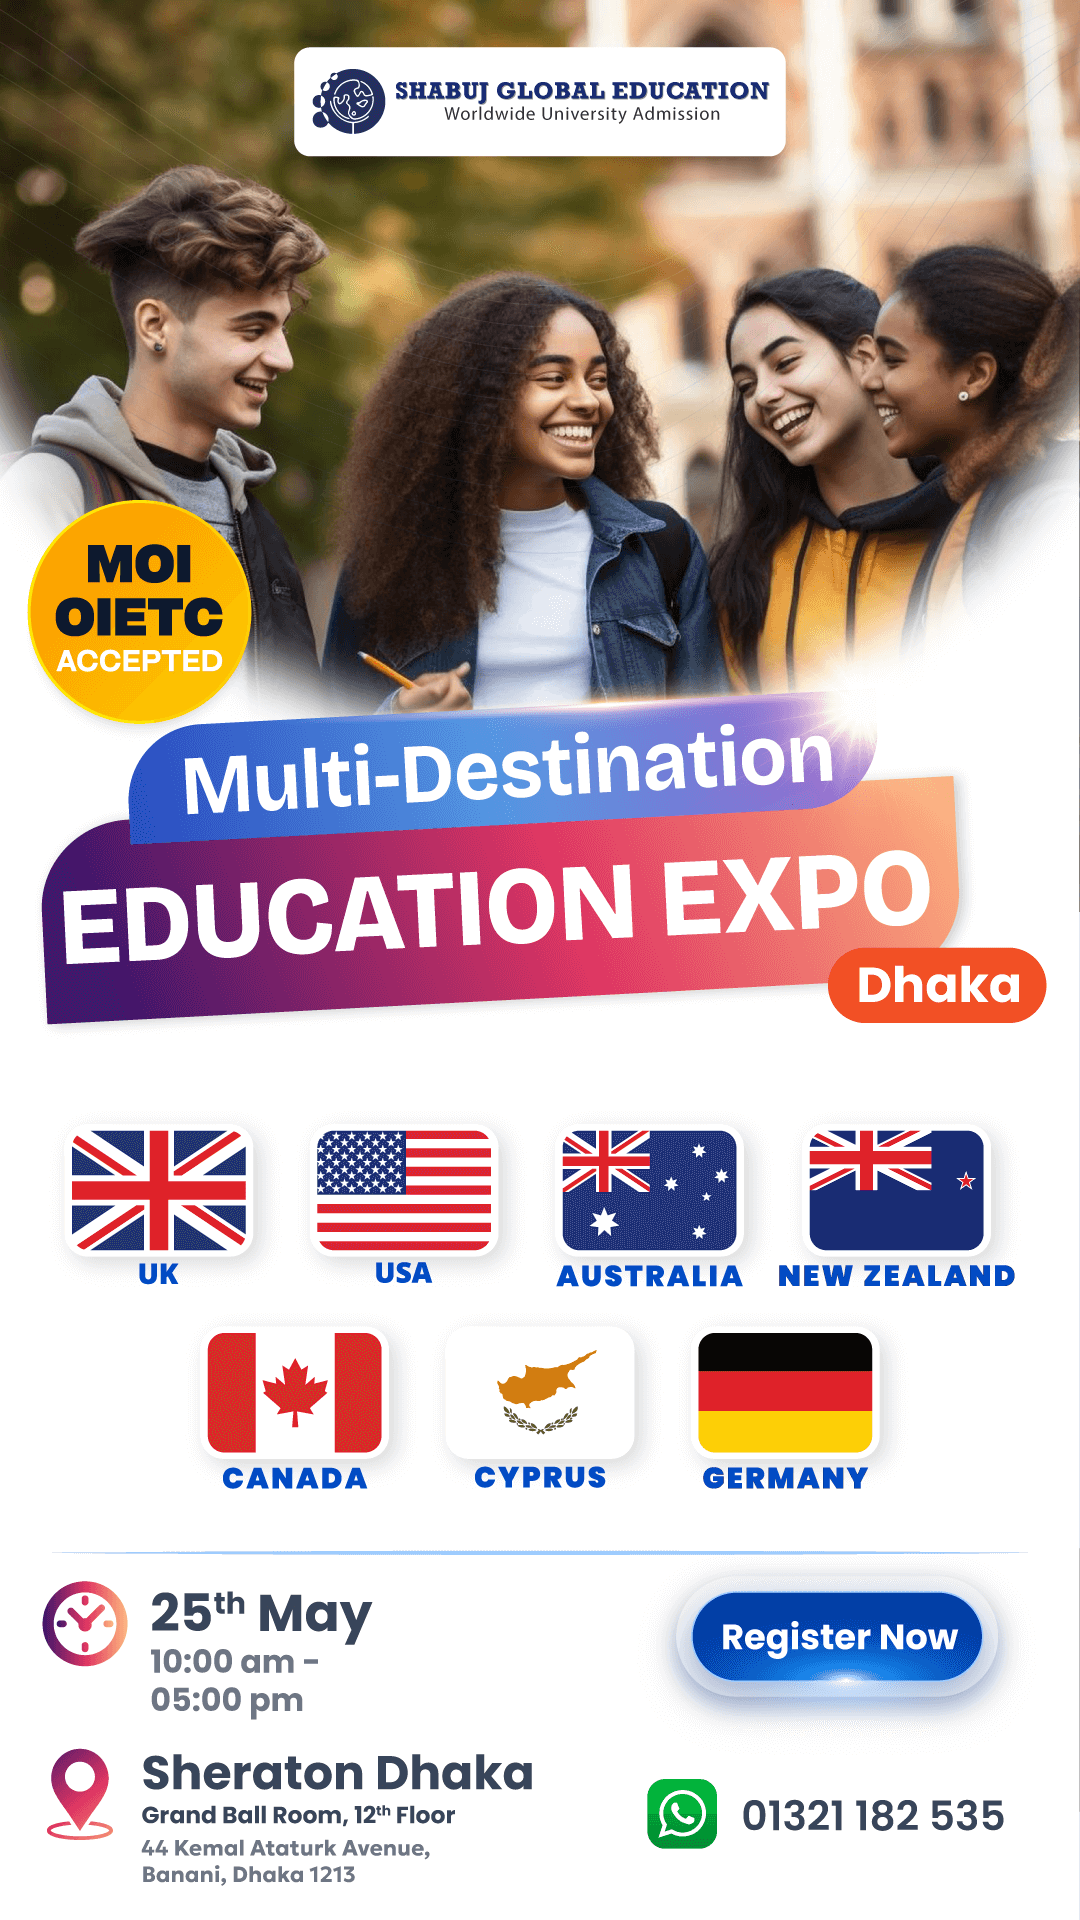 SHABUJ GLOBAL EDUCATION
Worldwide University Admission
MOI
OIETC
ACCEPTED
Multi-Destination
EDUCATION EXPO
Dhaka
UK
USA
AUSTRALIA
NEW ZEALAND
CANADA
CYPRUS
GERMANY
25th May
10:00 am -
05:00 pm
Register Now
Sheraton Dhaka
Grand Ball Room, 12th Floor
44 Kemal Ataturk Avenue,
Banani, Dhaka 1213
01321 182 535